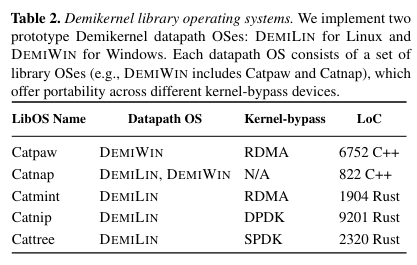 Table 2. Demikernel library operating systems. We implement two
prototype Demikernel datapath OSes: DEMILIN for Linux and
DEMIWIN for Windows. Each datapath OS consists of a set of
library OSes (e.g., DEMIWIN includes Catpaw and Catnap), which
offer portability across different kernel-bypass devices.
LibOS Name Datapath OS Kernel-bypass LoC
Catpaw DEMIWIN RDMA 6752 C++
Catnap DEMILIN, DEMIWIN N/A 822 C++
Catmint DEMILIN RDMA 1904 Rust
Catnip DEMILIN DPDK 9201 Rust
Cattree DEMILIN SPDK 2320 Rust